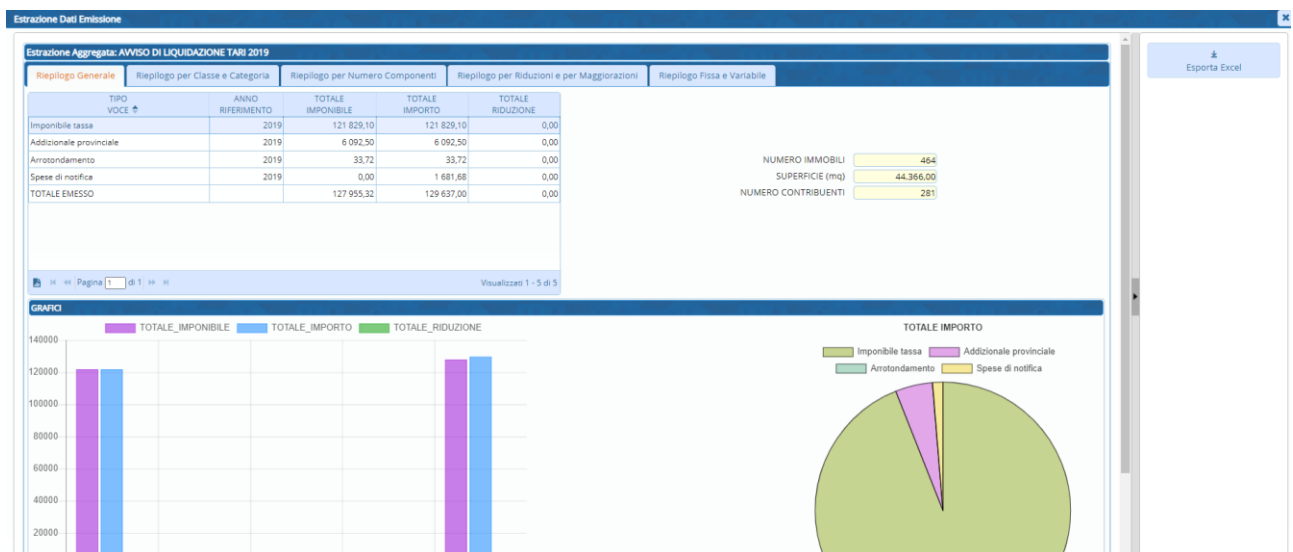 Estrazione Dati Emissione
Estrazione Aggregata: AVVISO DI LIQUIDAZIONE TARI 2019
Esporta Excel
Riepilogo Generale Riepilogo per Classe e Categoria Riepilogo per Numero Componenti Riepilogo per Riduzioni e per Maggiorazioni Riepilogo Fissa e Variabile
TIPO ANNO TOTALE TOTALE TOTALE
VOCE RIFERIMENTO IMPONIBILE IMPORTO RIDUZIONE
Imponibile tassa 2019 121 829,10 121 829,10 0,00
Addizionale provinciale 2019 6 092,50 6 092,50 0,00
Arrotondamento 2019 33,72 33,72 0,00
Spese di notifica 2019 0,00 1 681,68 0,00
TOTALE EMESSO 127 955,32 129 637,00 0,00
NUMERO IMMOBILI 464
SUPERFICIE (mq) 44.366,00
NUMERO CONTRIBUENTI 281
Pagina 1 di 1 Visualizzati 1 - 5 di 5
GRAFICI
TOTALE_IMPONIBILE TOTALE_IMPORTO TOTALE_RIDUZIONE
140000
120000
100000
80000
60000
40000
20000
TOTALE IMPORTO
Imponibile tassa Addizionale provinciale
Arrotondamento Spese di notifica